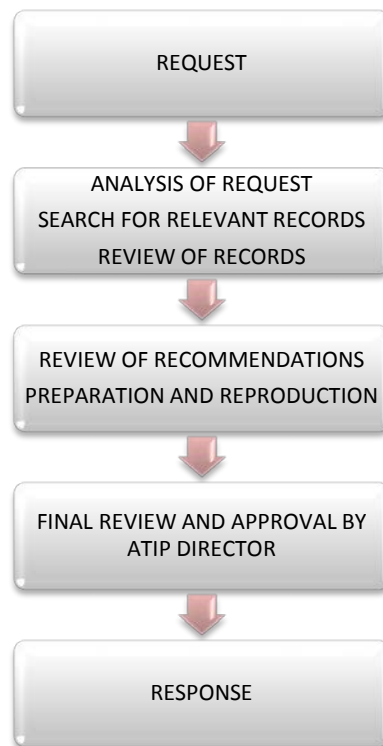 REQUEST
ANALYSIS OF REQUEST
SEARCH FOR RELEVANT RECORDS
REVIEW OF RECORDS
REVIEW OF RECOMMENDATIONS
PREPARATION AND REPRODUCTION
FINAL REVIEW AND APPROVAL BY
ATIP DIRECTOR
RESPONSE